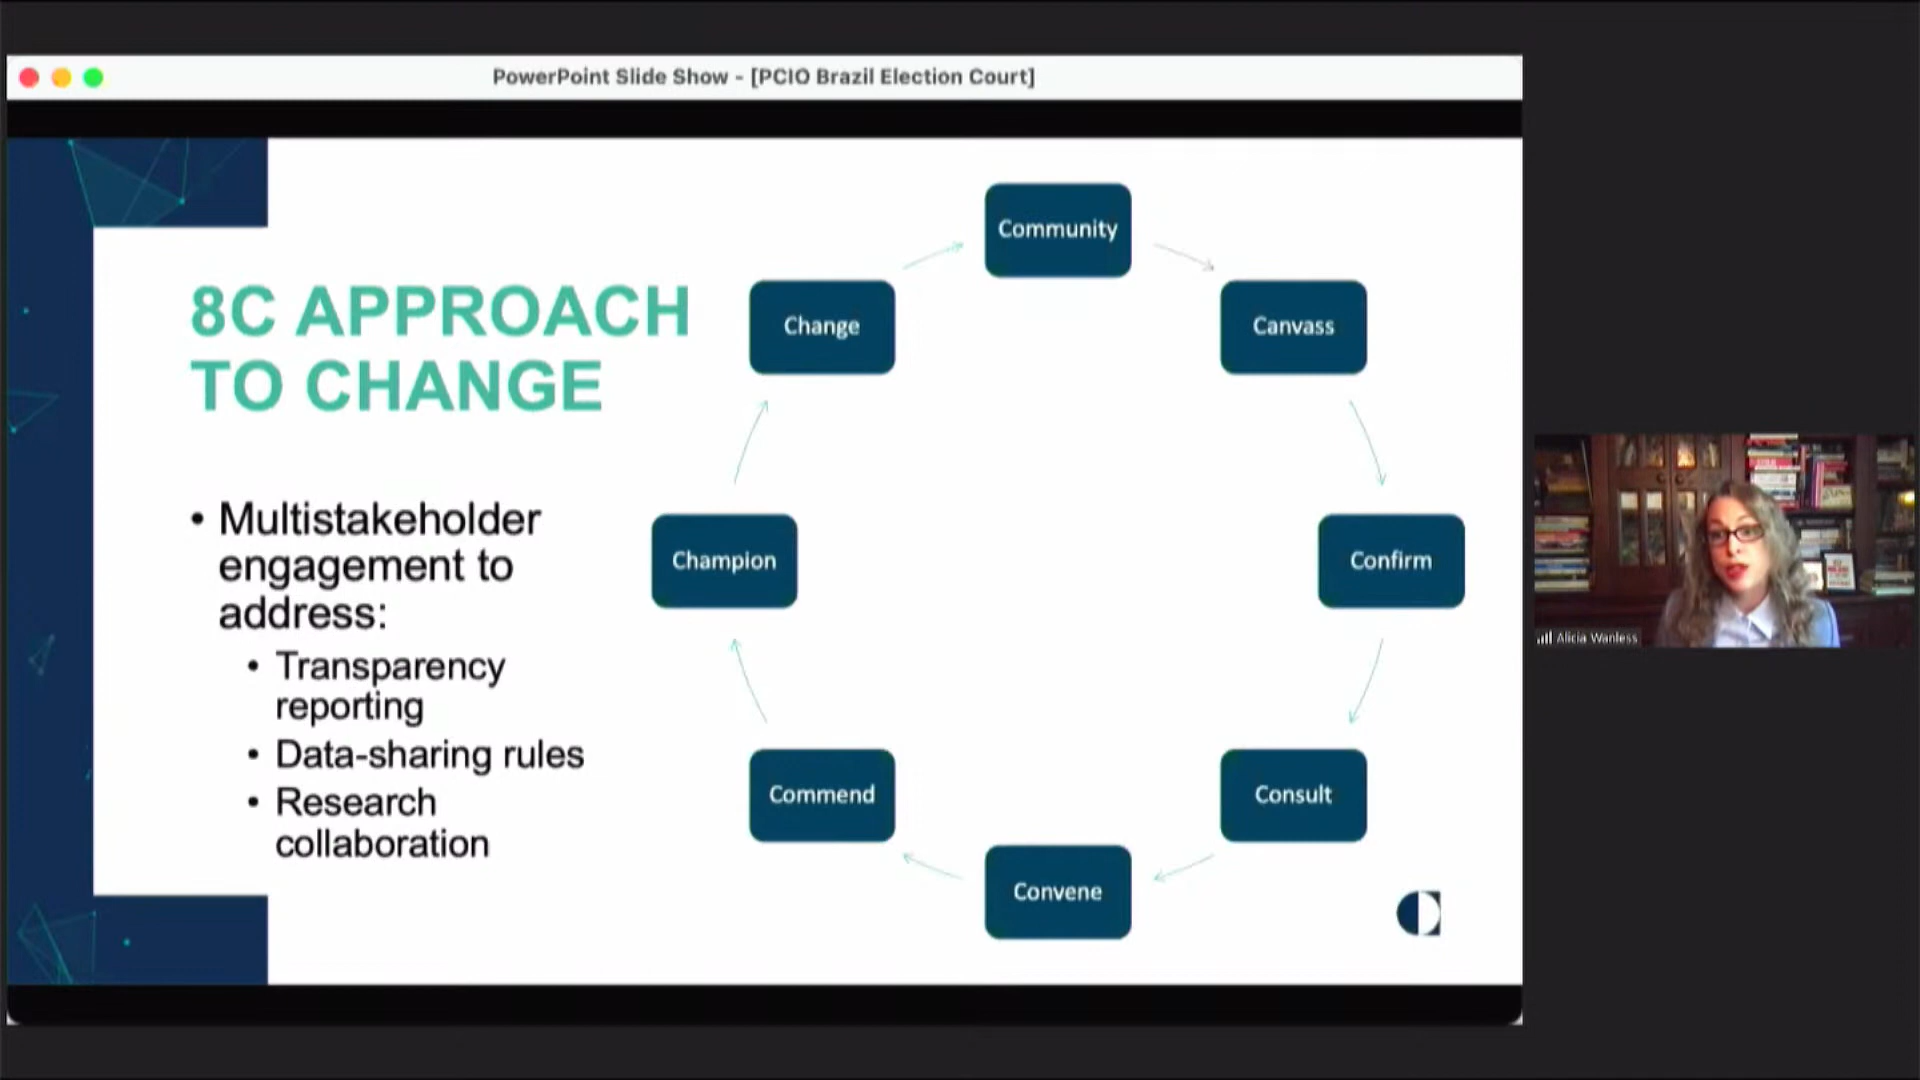 PowerPoint Slide Show - [PCIO Brazil Election Court]
8C APPROACH
TO CHANGE
• Multistakeholder
engagement to
address:
• Transparency
reporting
• Data-sharing rules
• Research
collaboration
Community
Canvass
Confirm
Consult
Convene
Commend
Champion
Change
Alicia Wanless